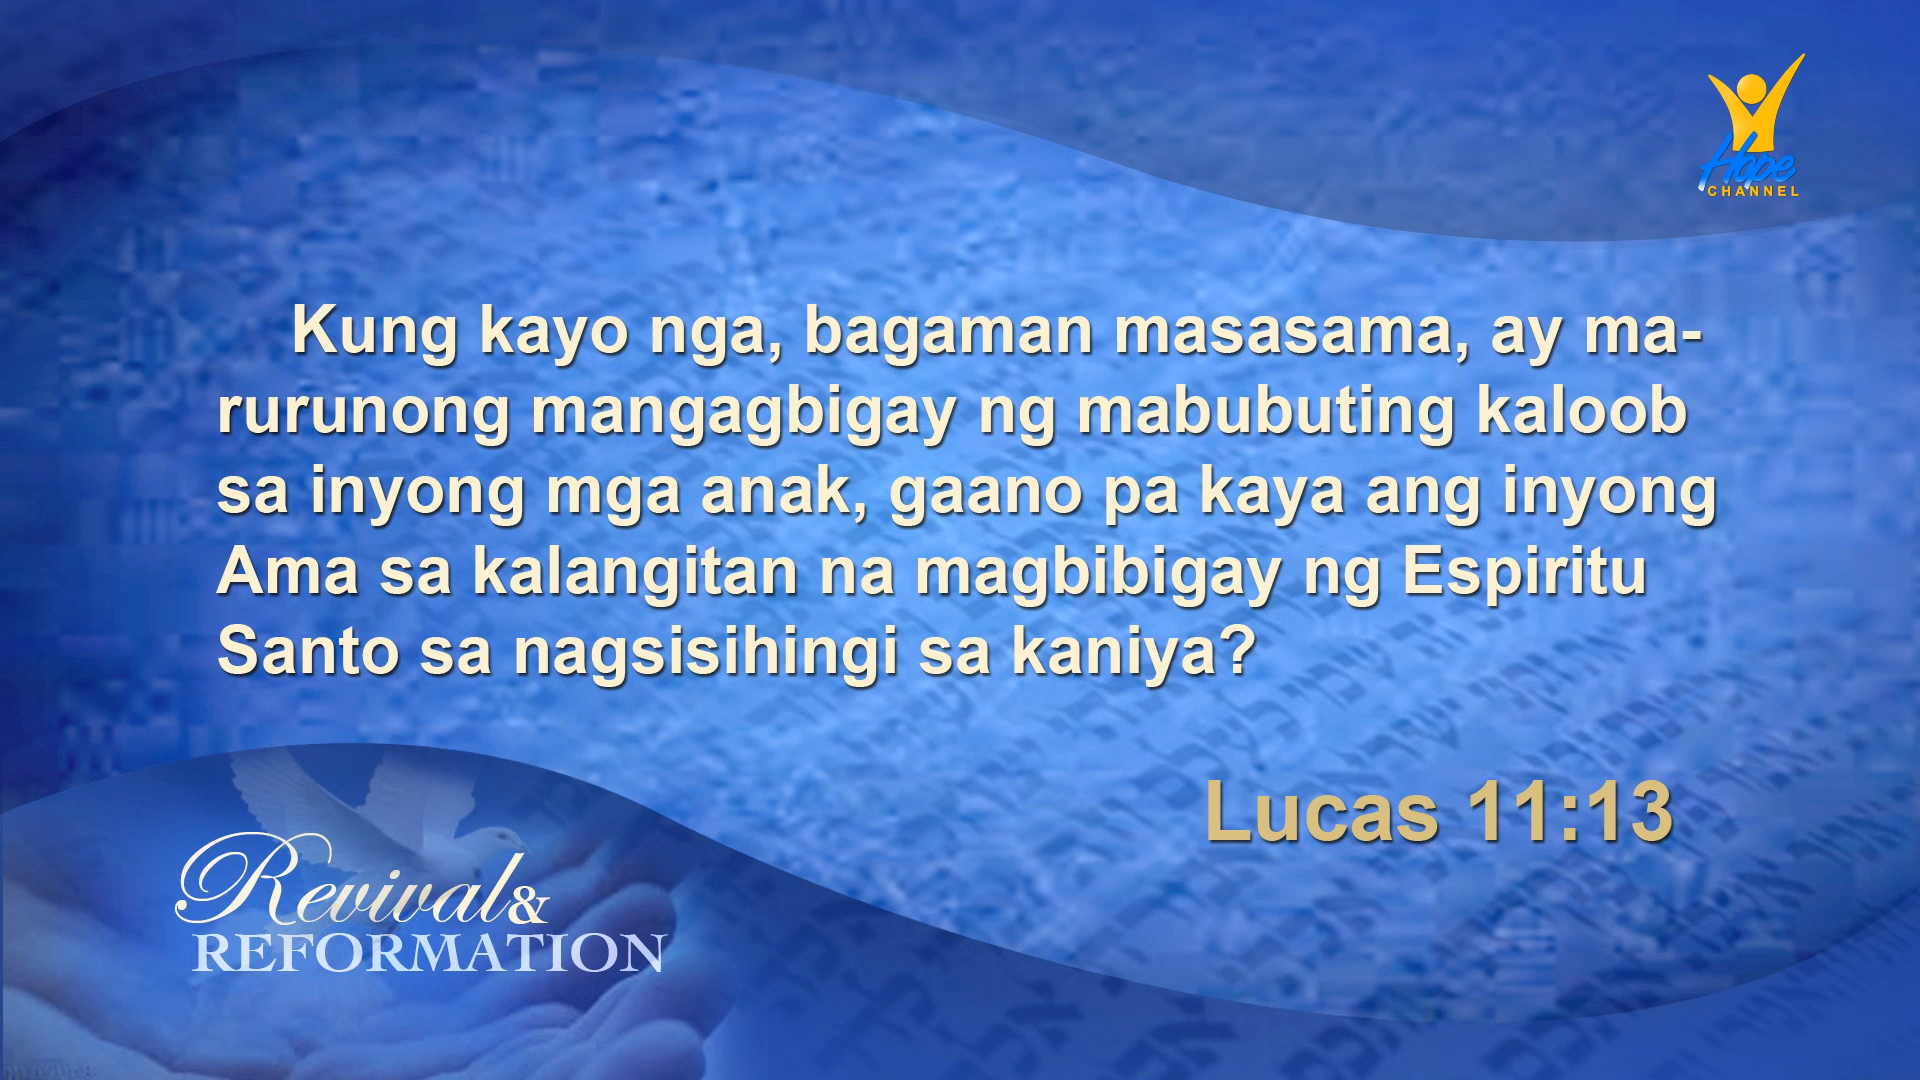 Hope
CHANNEL
Kung kayo nga, bagaman masasama, ay ma-
rurunong mangagbigay ng mabubuting kaloob
sa inyong mga anak, gaano pa kaya ang inyong
Ama sa kalangitan na magbibigay ng Espiritu
Santo sa nagsisihingi sa kaniya?
Lucas 11:13
Revival &
REFORMATION